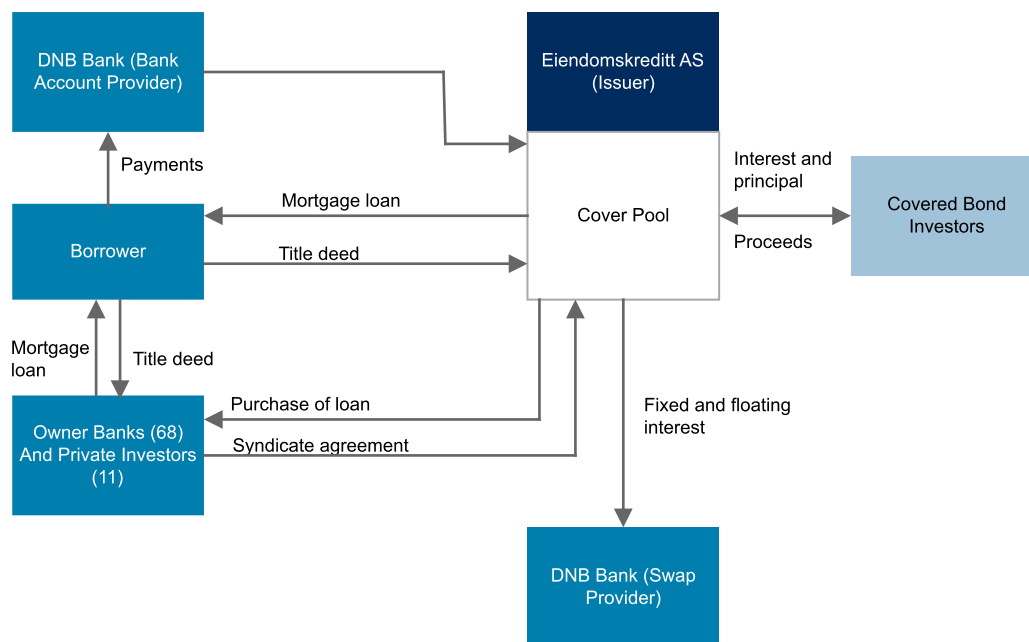 DNB Bank (Bank
Account Provider)
Eiendomskreditt AS
(Issuer)
Payments
Interest and
principal
Mortgage loan
Cover Pool
Covered Bond
Investors
Proceeds
Borrower
Title deed
Mortgage
loan
Title deed
Purchase of loan
Fixed and floating
interest
Owner Banks (68)
And Private Investors
(11)
Syndicate agreement
DNB Bank (Swap
Provider)